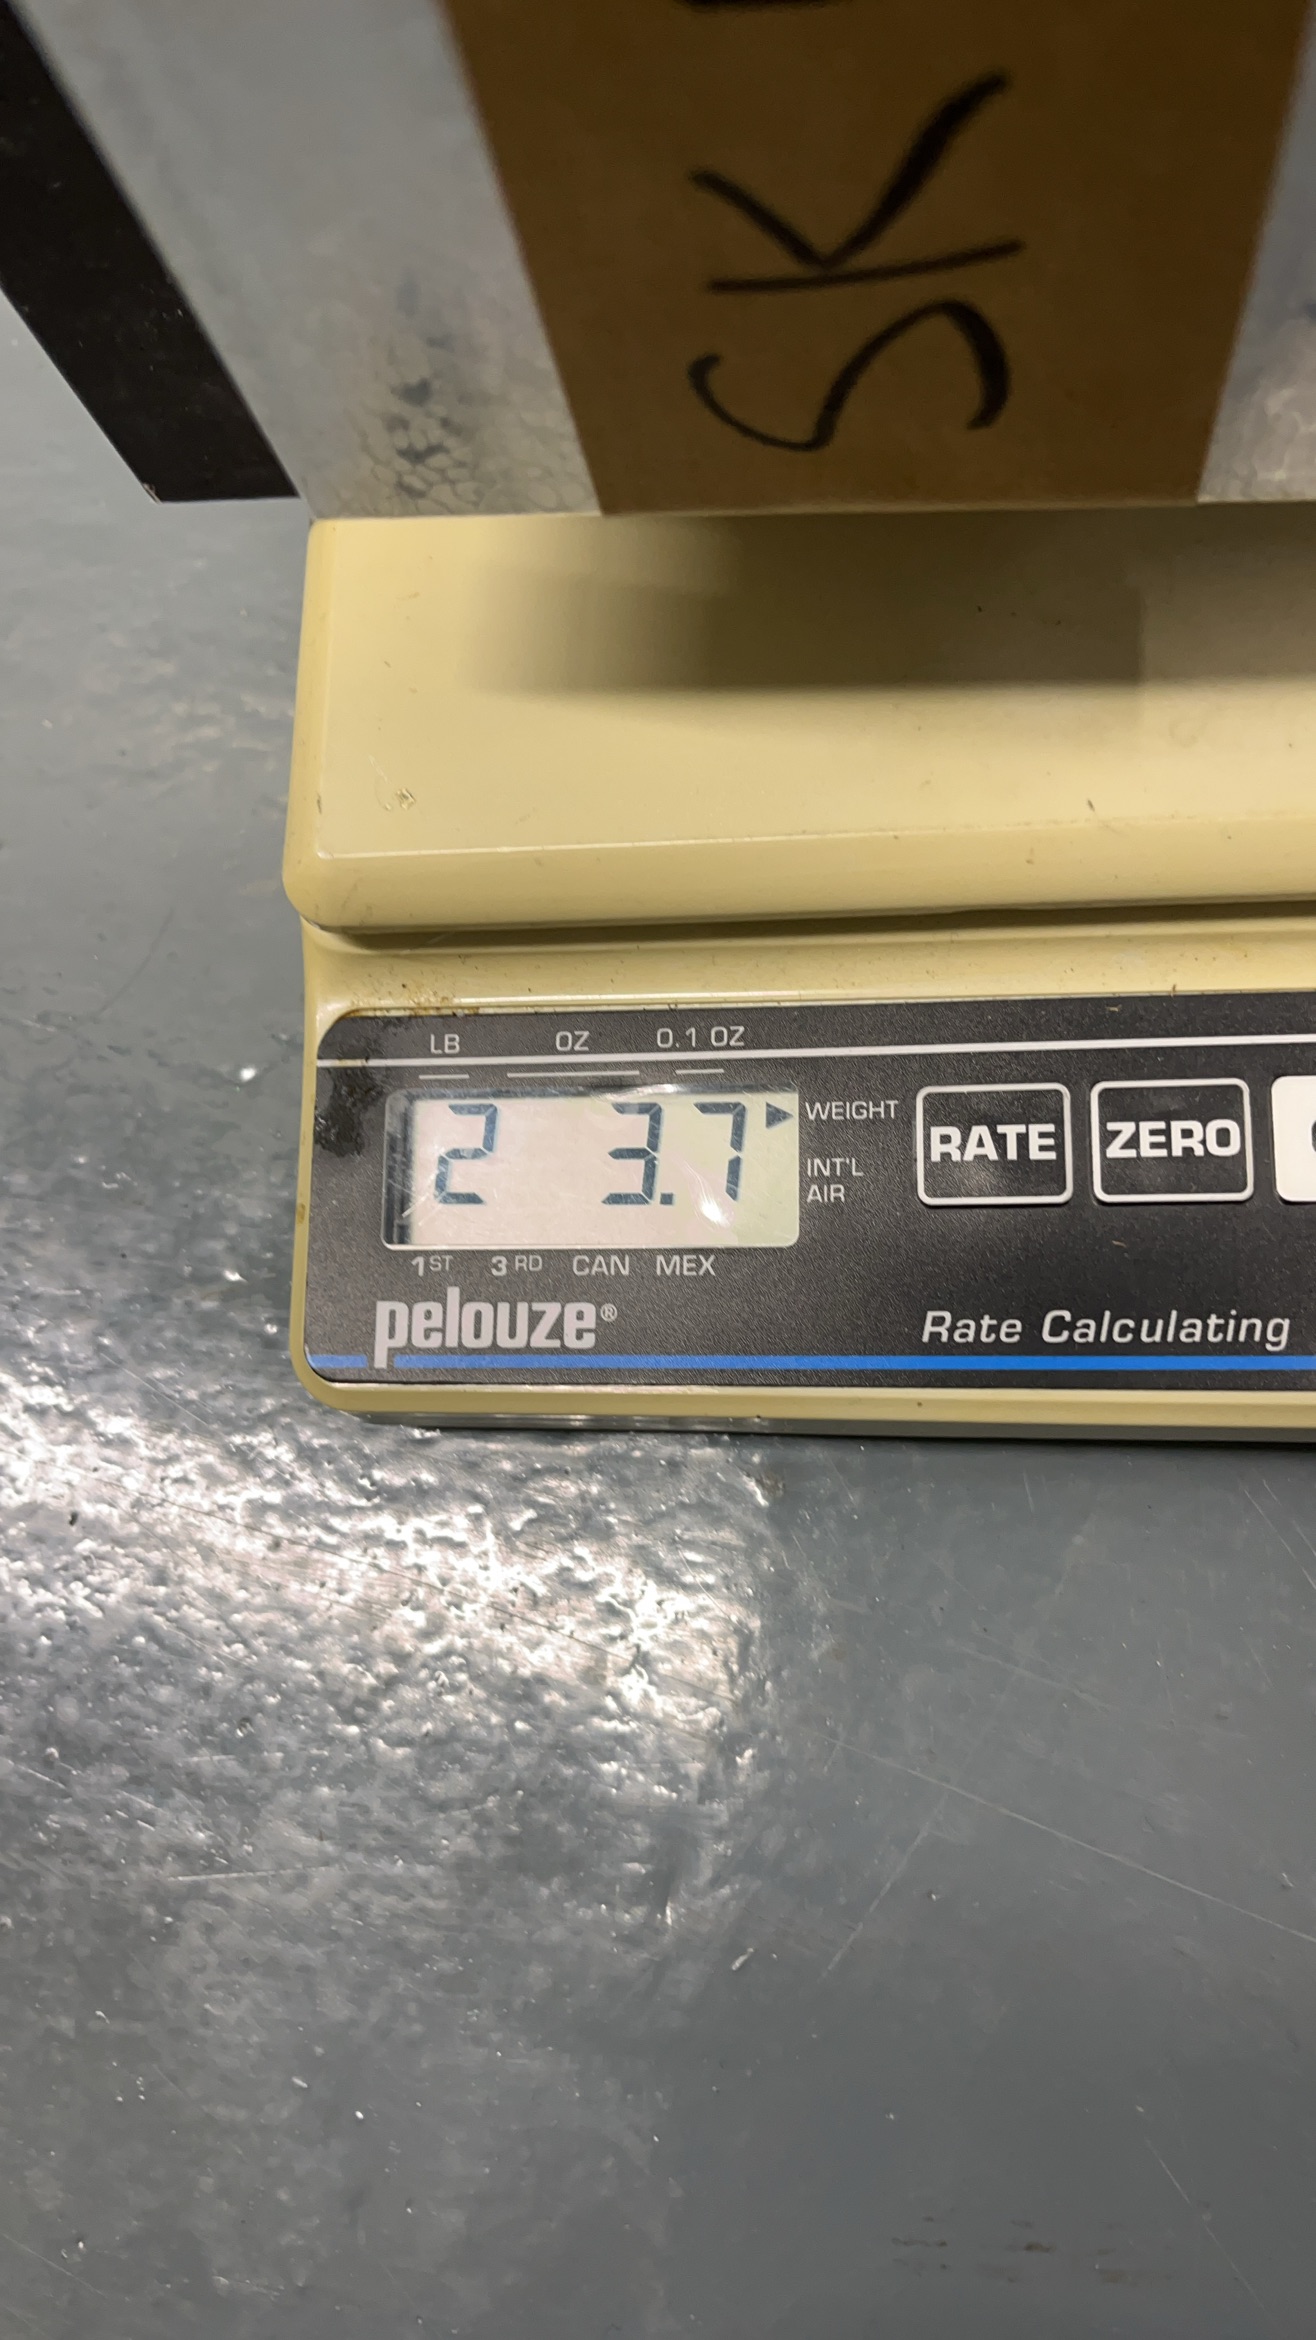 SK
LB OZ 0.1 OZ
2 3.7 WEIGHT
INT'L
AIR
RATE ZERO
1ST 3RD CAN MEX
pelouze®
Rate Calculating